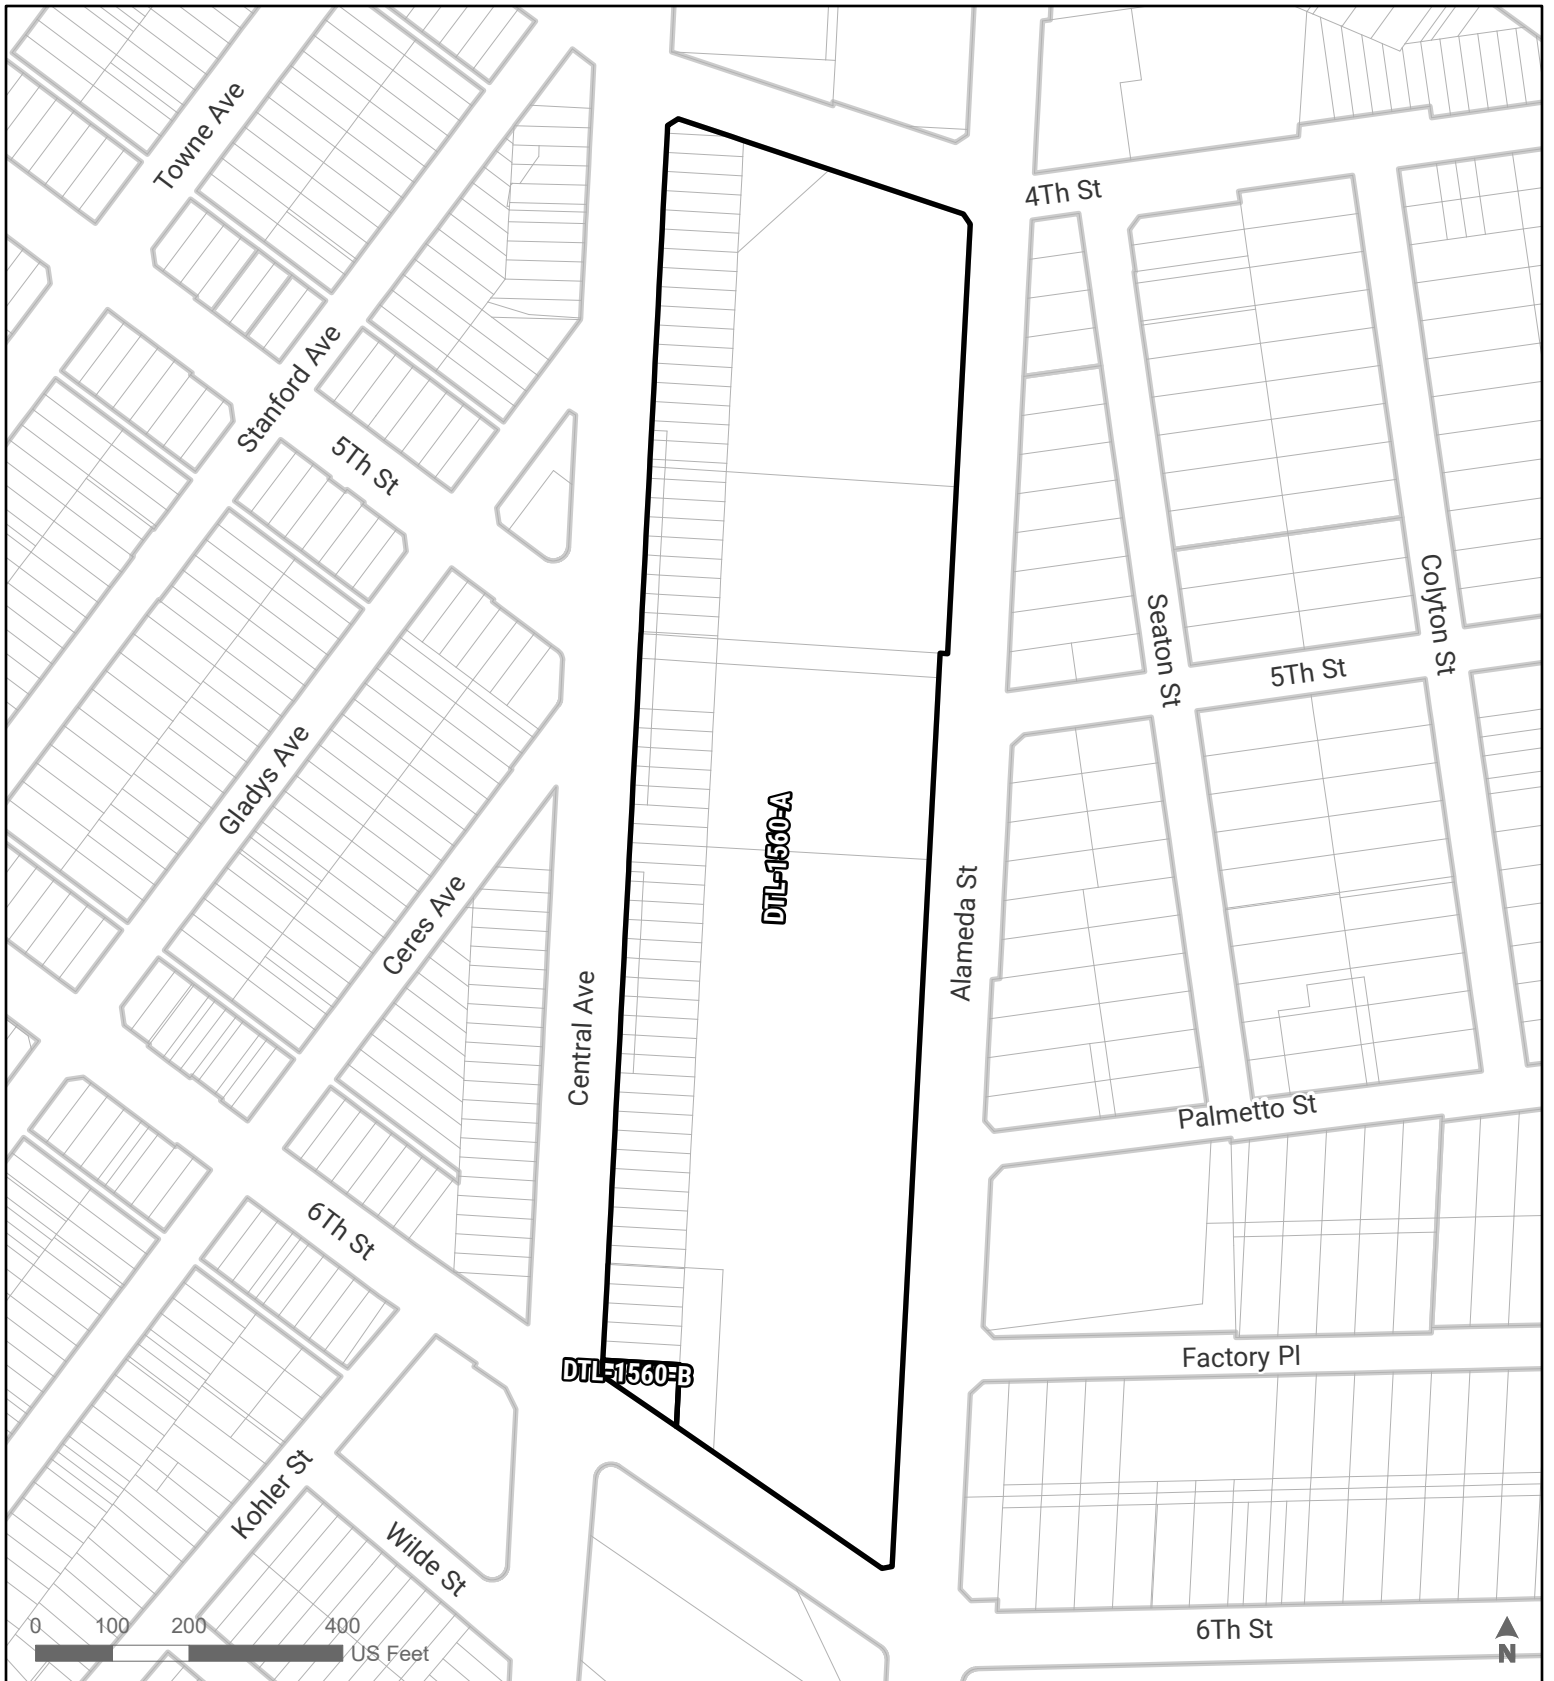 Towne Ave
4Th St
Stanford Ave
5Th St
Colyton St
Seaton St
5Th St
Gladys Ave
DTL-1560-A
Ceres Ave
Alameda St
Central Ave
Palmetto St
6Th St
Factory Pl
DTL-1560-B
Kohler St
Wilde St
0 100 200 400
US Feet
6Th St
N